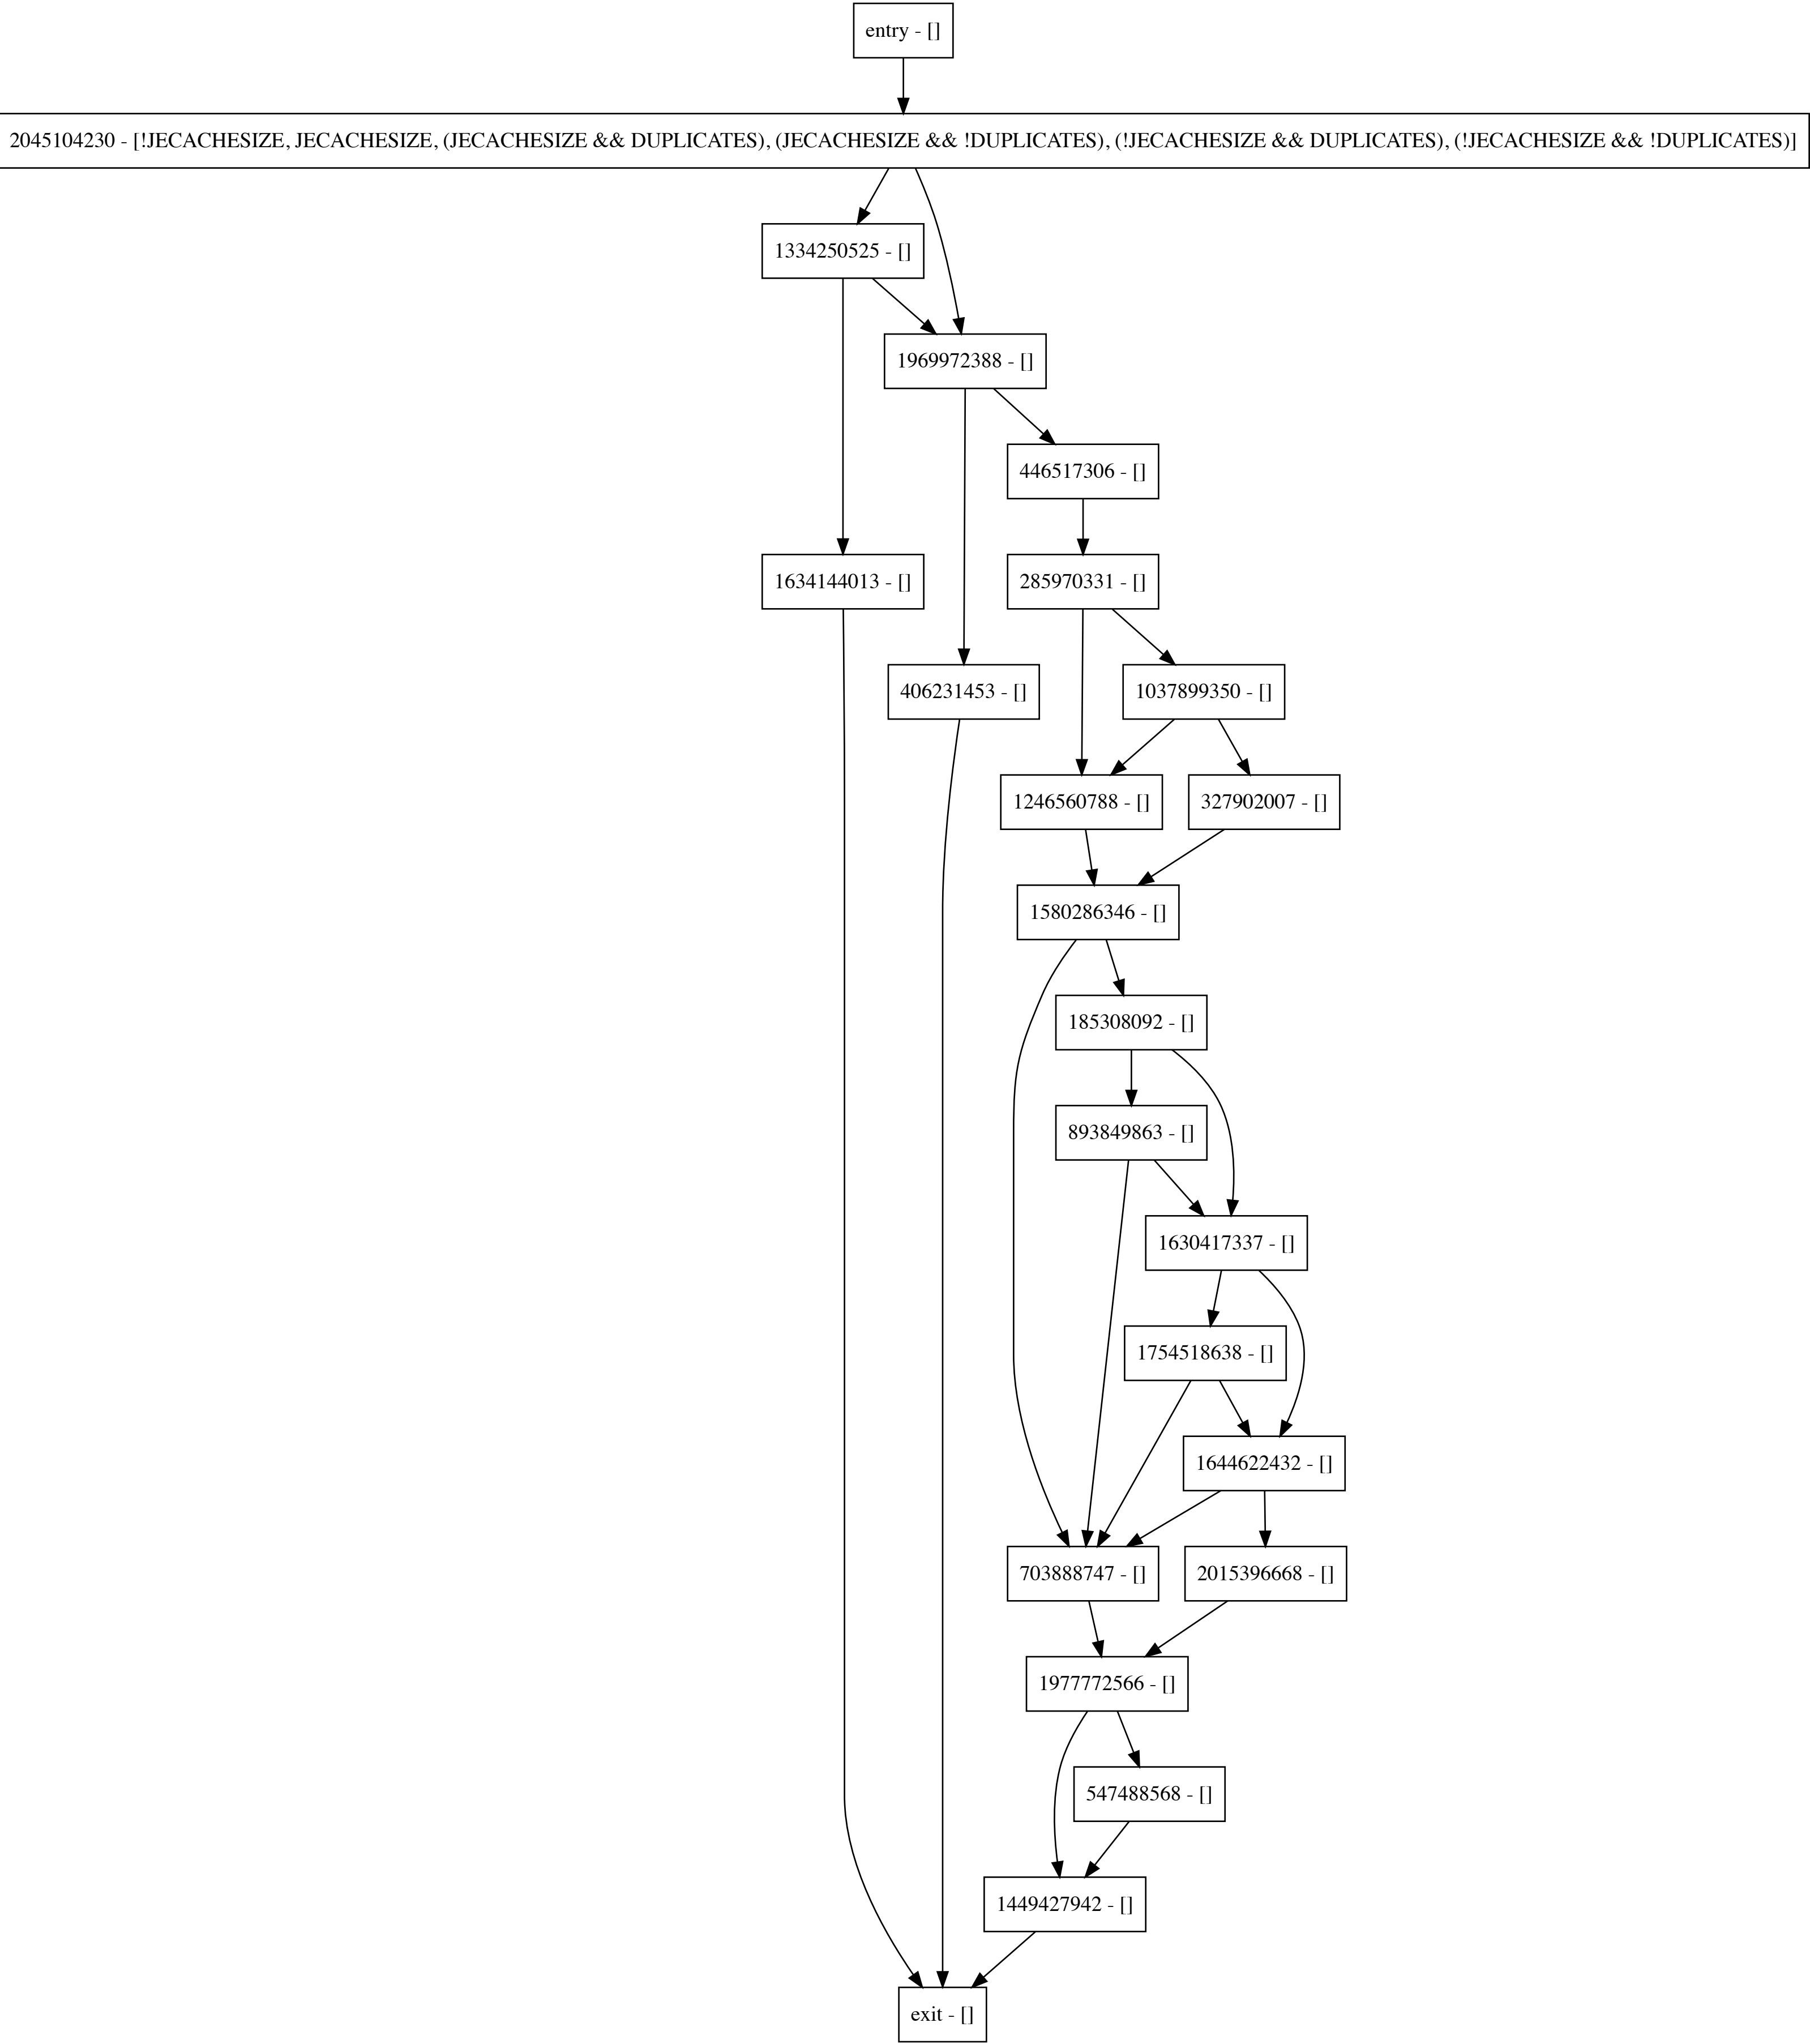 entry - []
2045104230 - [!JECACHESIZE, JECACHESIZE, (JECACHESIZE && DUPLICATES), (JECACHESIZE && !DUPLICATES), (!JECACHESIZE && DUPLICATES), (!JECACHESIZE && !DUPLICATES)]
1334250525 - []
1969972388 - []
446517306 - []
1634144013 - []
285970331 - []
406231453 - []
1037899350 - []
1246560788 - []
327902007 - []
1580286346 - []
185308092 - []
893849863 - []
1630417337 - []
1754518638 - []
1644622432 - []
703888747 - []
2015396668 - []
1977772566 - []
547488568 - []
1449427942 - []
exit - []